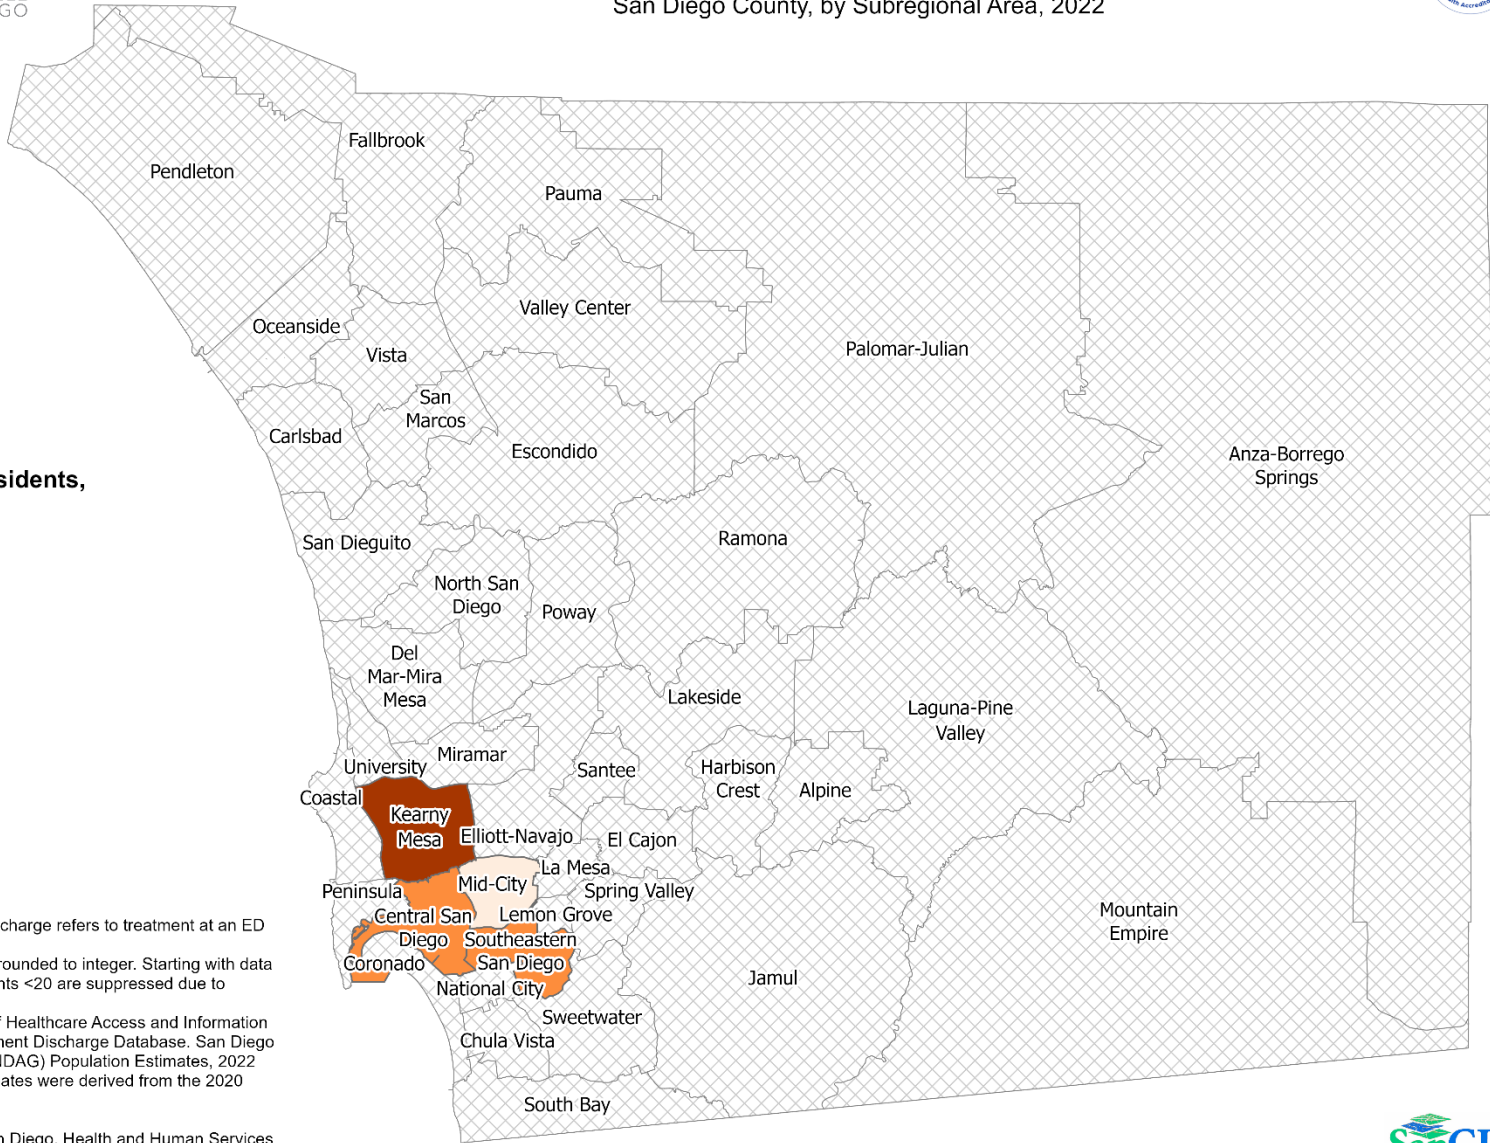 GO
San Diego County, by Subregional Area, 2022
Fallbrook
Pendleton
Pauma
Valley Center
Oceanside
Palomar-Julian
Vista
San
Marcos
Carlsbad
Escondido
Anza-Borrego
Springs
sidents,
Ramona
San Dieguito
North San
Diego
Poway
Del
Mar-Mira
Mesa
Lakeside
Laguna-Pine
Valley
Miramar
University
Santee
Harbison
Crest
Alpine
Coastal
Kearny
Mesa
Elliott-Navajo
El Cajon
La Mesa
Mid-City
Peninsula
Spring Valley
Central San
Diego
Lemon Grove
Mountain
Empire
Southeastern
San Diego
Coronado
Jamul
National City
Sweetwater
Chula Vista
South Bay
charge refers to treatment at an ED
rounded to integer. Starting with data
nts <20 are suppressed due to
f Healthcare Access and Information
ment Discharge Database. San Diego
NDAG) Population Estimates, 2022
ates were derived from the 2020
n Diego, Health and Human Services